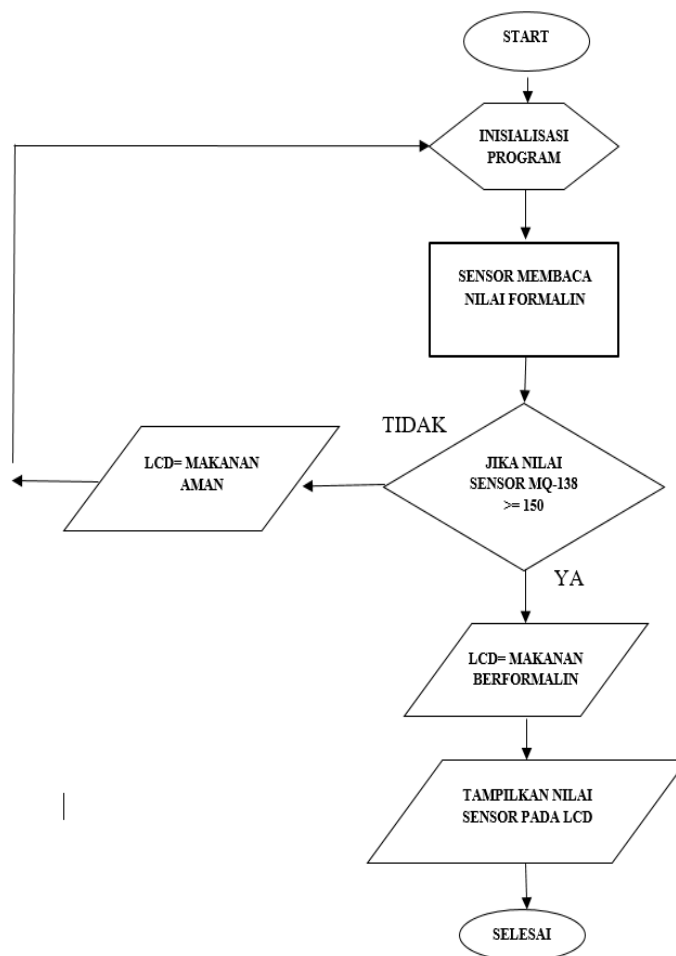 START
INISIALISASI
PROGRAM
SENSOR MEMBACA
NILAI FORMALIN
TIDAK
JIKA NILAI
SENSOR MQ-138
>= 150
LCD= MAKANAN
AMAN
YA
LCD= MAKANAN
BERFORMALIN
TAMPILKAN NILAI
SENSOR PADA LCD
SELESAI